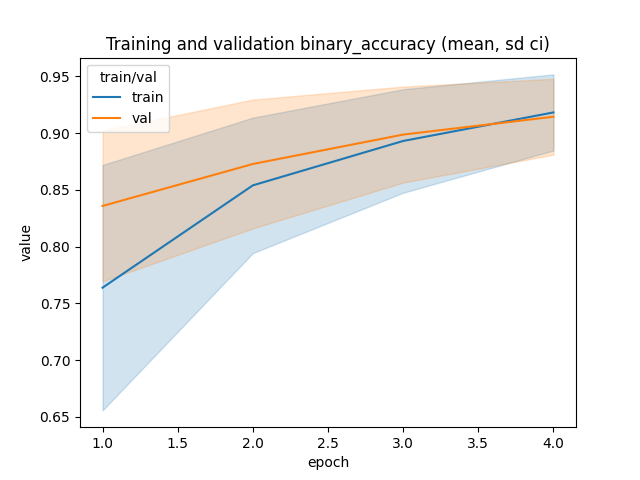 Training and validation binary_accuracy (mean, sd ci)
train/val
train
val
value
0.95
0.90
0.85
0.80
0.75
0.70
0.65
1.0 1.5 2.0 2.5 3.0 3.5 4.0
epoch